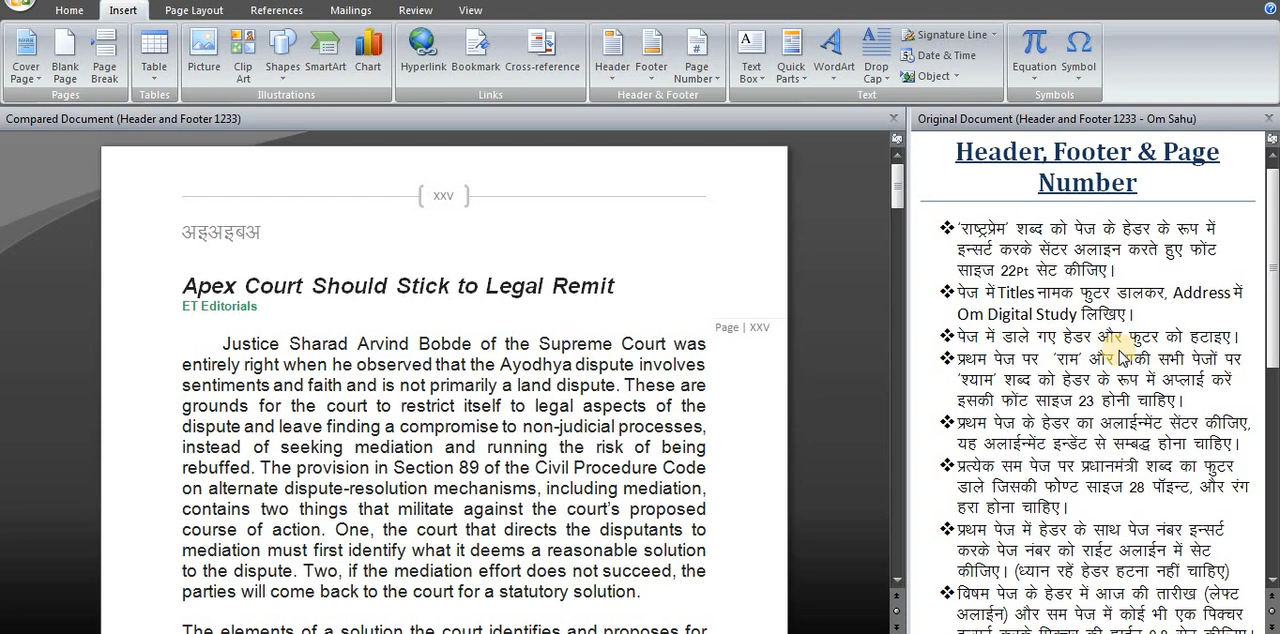 Home Insert Page Layout References Mailings Review View
Cover Page Blank Page Page Break Table Picture Clip Art Shapes SmartArt Chart Hyperlink Bookmark Cross-reference Header Footer Page Number Text Box Quick Parts WordArt Drop Cap Signature Line Date & Time Object Equation Symbol
Pages Tables Illustrations Links Header & Footer Text Symbols
Compared Document (Header and Footer 1233)
xxv
अइअइबअ
Apex Court Should Stick to Legal Remit
ET Editorials
Page | XXV
Justice Sharad Arvind Bobde of the Supreme Court was
entirely right when he observed that the Ayodhya dispute involves
sentiments and faith and is not primarily a land dispute. These are
grounds for the court to restrict itself to legal aspects of the
dispute and leave finding a compromise to non-judicial processes,
instead of seeking mediation and running the risk of being
rebuffed. The provision in Section 89 of the Civil Procedure Code
on alternate dispute-resolution mechanisms, including mediation,
contains two things that militate against the court's proposed
course of action. One, the court that directs the disputants to
mediation must first identify what it deems a reasonable solution
to the dispute. Two, if the mediation effort does not succeed, the
parties will come back to the court for a statutory solution.
The elements of a solution the court identifies and proposes for
Original Document (Header and Footer 1233 - Om Sahu)
Header, Footer & Page
Number
❖ 'राष्ट्रप्रेम' शब्द को पेज के हेडर के रूप में
इन्सर्ट करके सेंटर अलाइन करते हुए फोंट
साइज 22Pt सेट कीजिए।
❖ पेज में Titles नामक फुटर डालकर, Address में
Om Digital Study लिखिए।
❖ पेज में डाले गए हेडर और फुटर को हटाइए।
❖ प्रथम पेज पर 'राम' और बाकी सभी पेजों पर
'श्याम' शब्द को हेडर के रूप में अप्लाई करें
इसकी फोंट साइज 23 होनी चाहिए।
❖ प्रथम पेज के हेडर का अलाईन्मेंट सेंटर कीजिए,
यह अलाईन्मेंट इन्डेंट से सम्बद्ध होना चाहिए।
❖ प्रत्येक सम पेज पर प्रधानमंत्री शब्द का फुटर
डाले जिसकी फोण्ट साइज 28 पॉइन्ट, और रंग
हरा होना चाहिए।
❖ प्रथम पेज में हेडर के साथ पेज नंबर इन्सर्ट
करके पेज नंबर को राईट अलाईन में सेट
कीजिए। (ध्यान रहें हेडर हटना नहीं चाहिए)
❖ विषम पेज के हेडर में आज की तारीख (लेफ्ट
अलाईन) और सम पेज में कोई भी एक पिक्चर